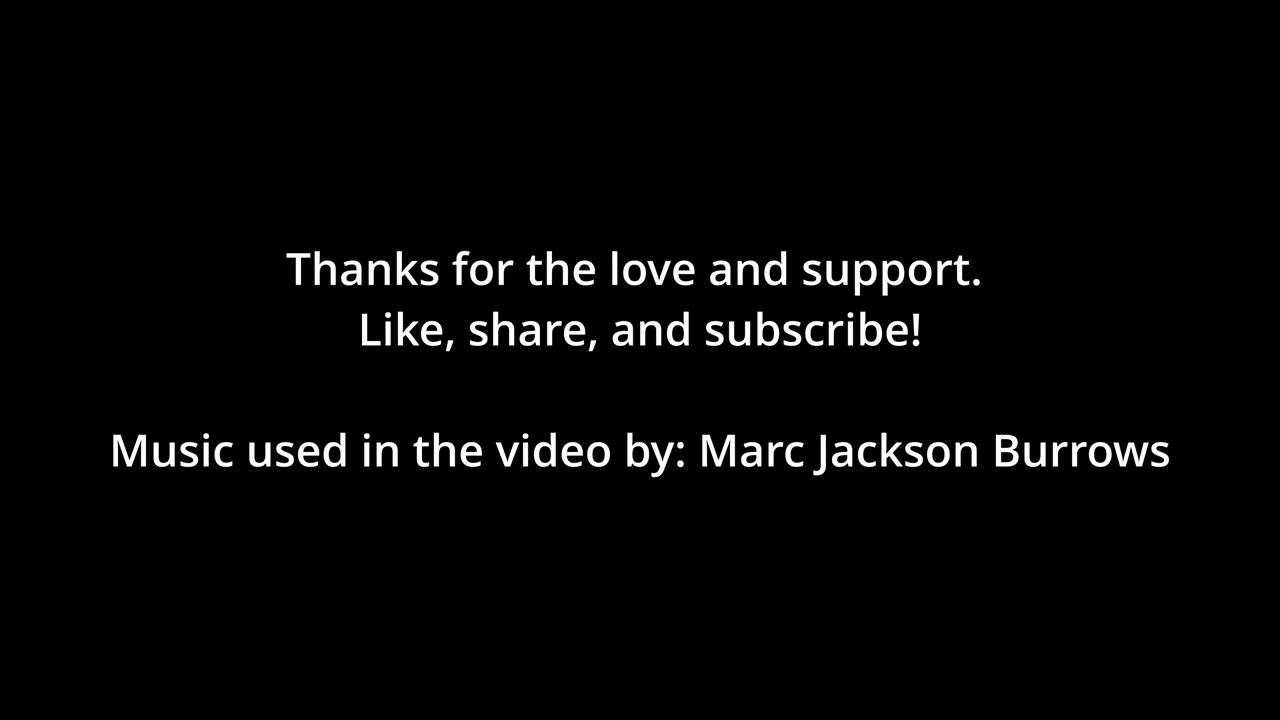 Thanks for the love and support.
Like, share, and subscribe!
Music used in the video by: Marc Jackson Burrows